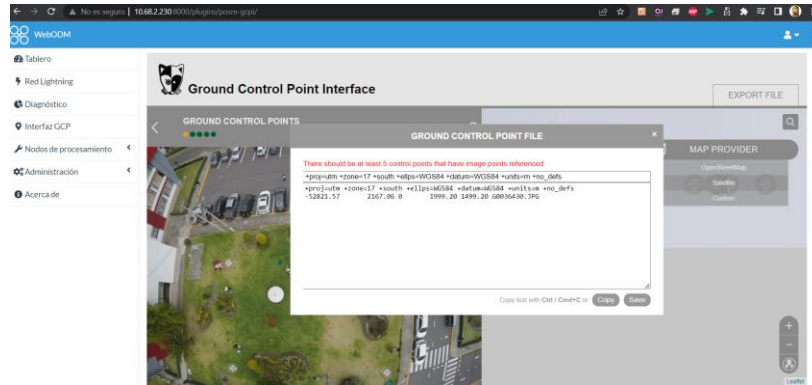 No es seguro | 10.68.2.230:8000/plugins/posm-gcpi/
WebODM
Tablero
Red Lightning
Diagnóstico
Interfaz GCP
Nodos de procesamiento
Administración
Acerca de
Ground Control Point Interface
EXPORT FILE
GROUND CONTROL POINTS
GROUND CONTROL POINT FILE
×
There should be at least 5 control points that have image points referenced.
+proj=utm +zone=17 +south +ellps=WGS84 +datum=WGS84 +units=m +no_defs
+proj=utm +zone=17 +south +ellps=WGS84 +datum=WGS84 +units=m +no_defs
-52821.57 2167.06 0 1999.20 1499.20 G0036430.JPG
Copy text with Ctrl / Cmd+C or Copy Save
MAP PROVIDER
OpenStreetMap
Satellite
Custom
+
−
Leaflet